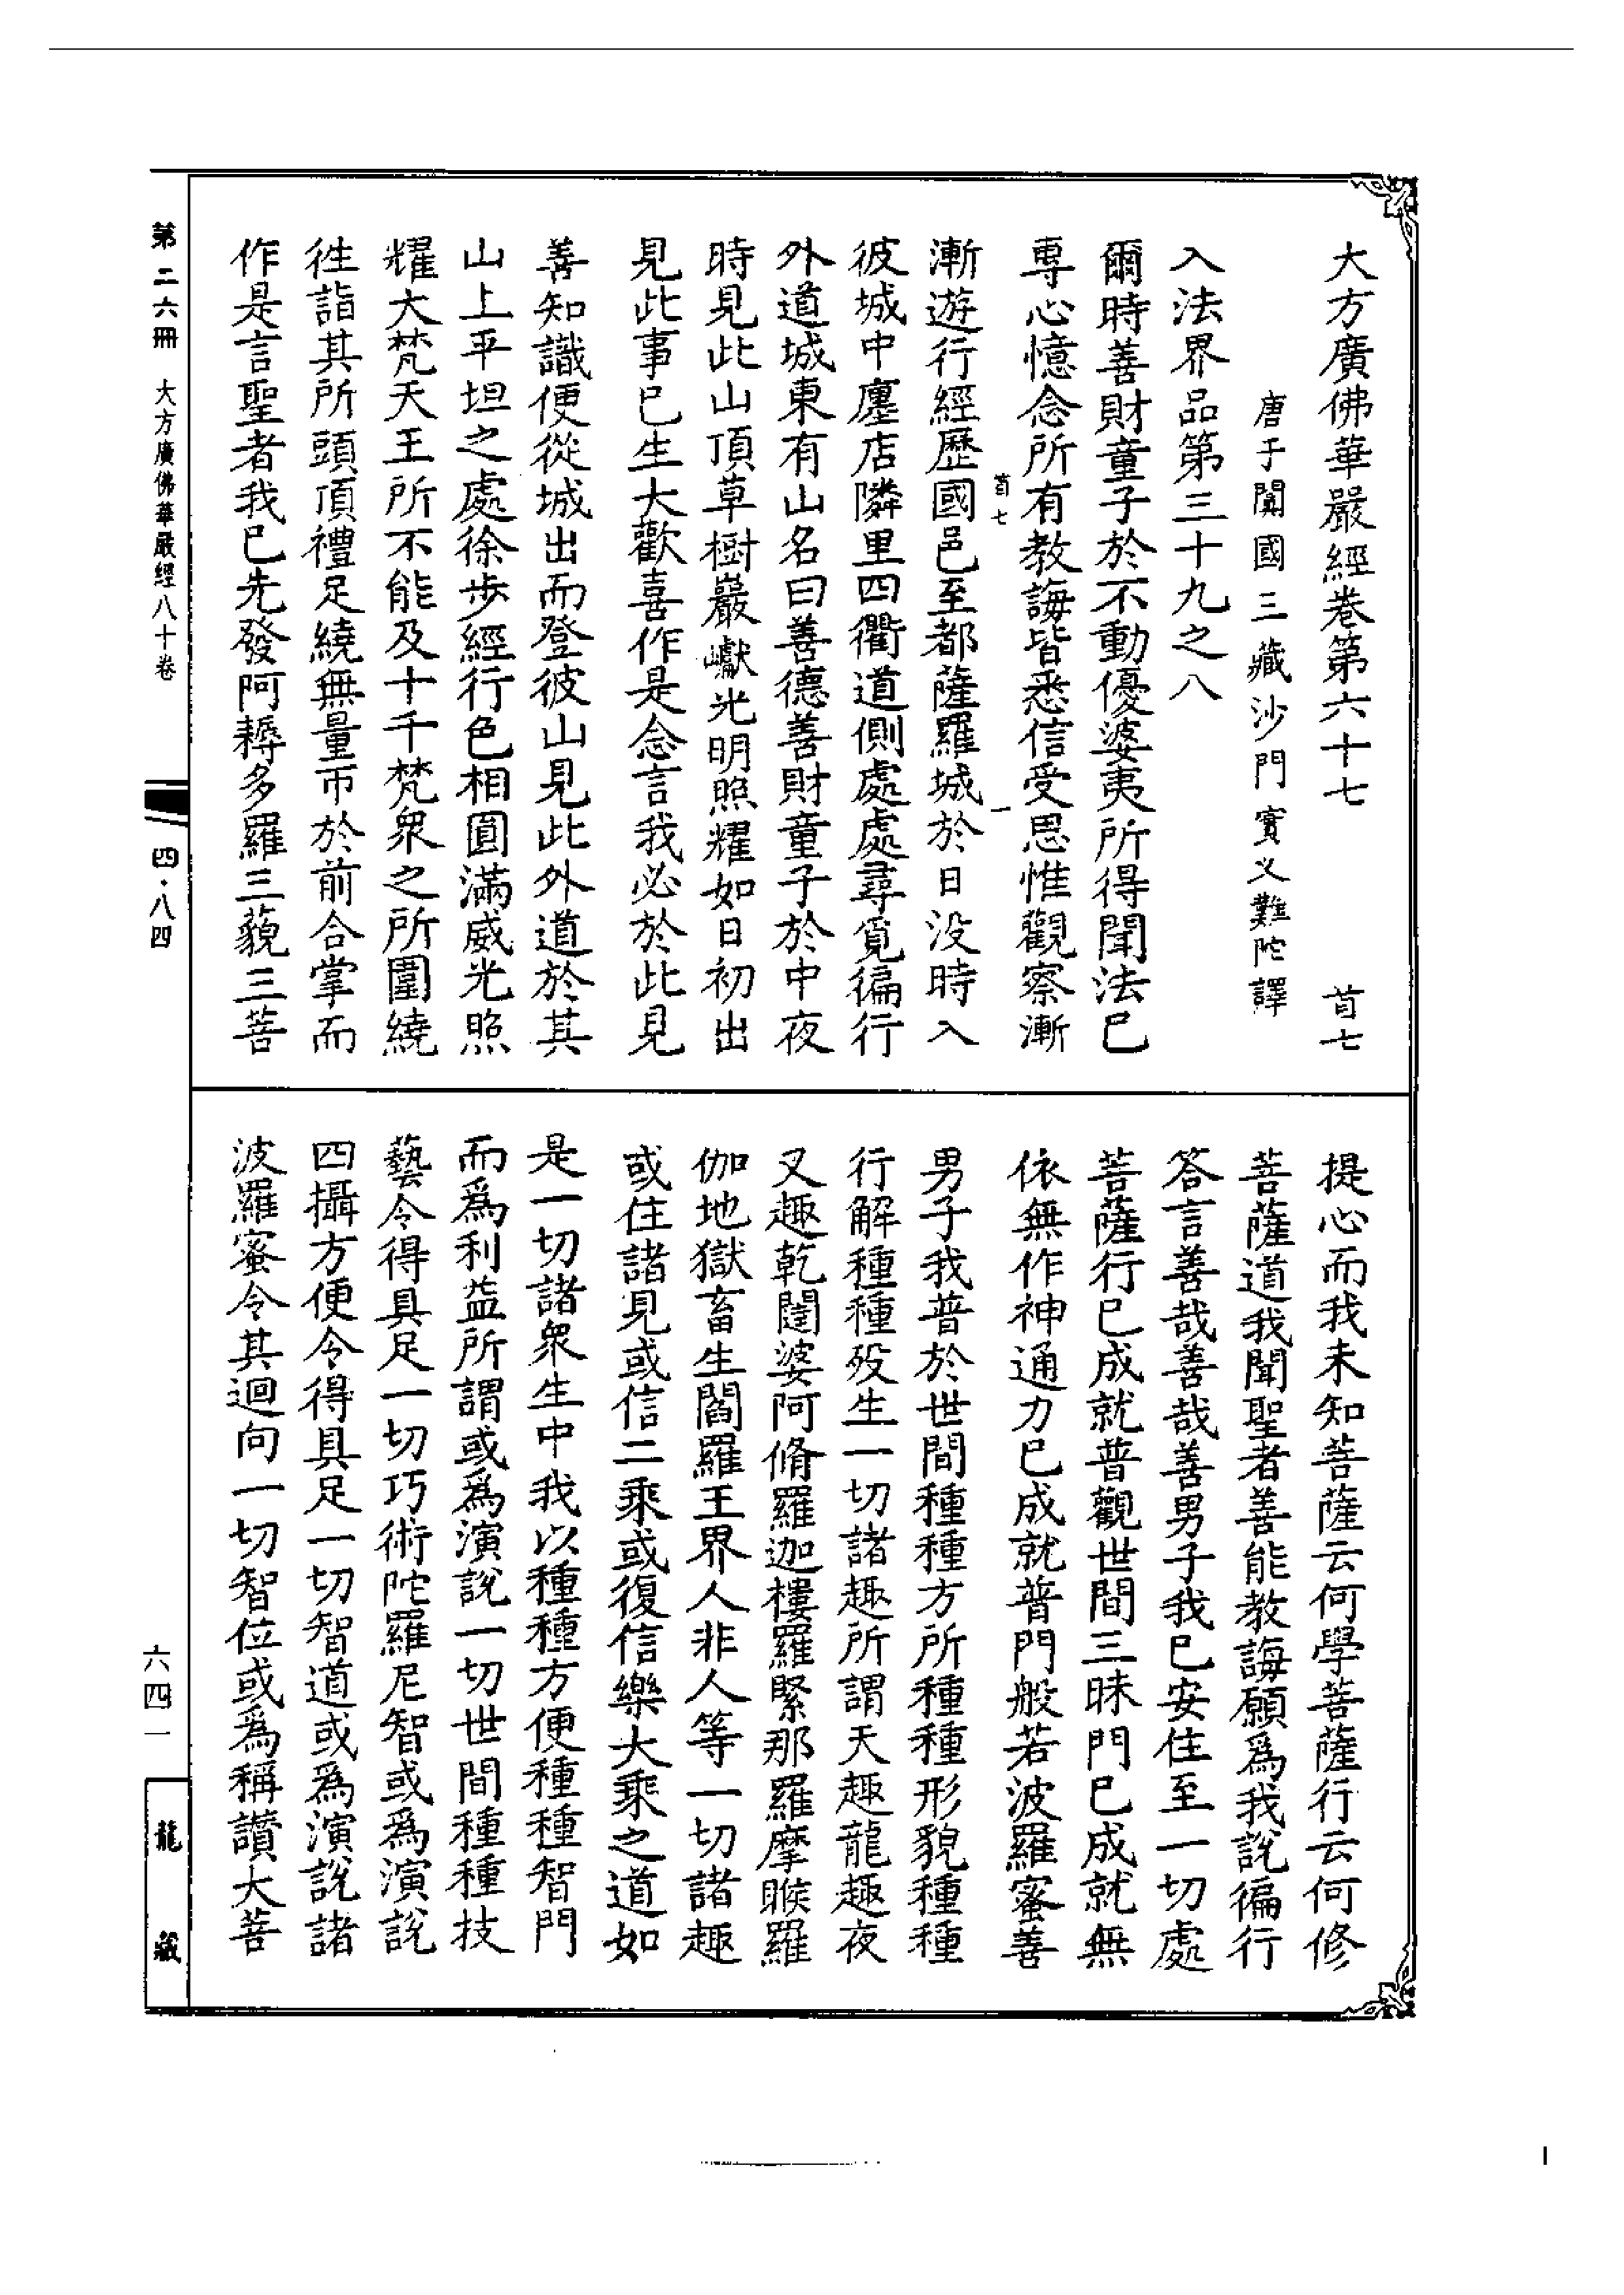 大方廣佛華嚴經卷第六十七　首七
唐于闐國三藏沙門實叉難陀譯
入法界品第三十九之八
爾時善財童子於不動優婆夷所得聞法已
專心憶念所有教誨皆悉信受思惟觀察漸
首七　一
漸遊行經歷國邑至都薩羅城於日没時入
彼城中廛店隣里四衢道側處處尋覓徧行
外道城東有山名曰善德善財童子於中夜
時見此山頂草樹巖巘光明照耀如日初出
見此事已生大歡喜作是念言我必於此見
善知識便從城出而登彼山見此外道於其
山上平坦之處徐步經行色相圓滿威光照
耀大梵天王所不能及十千梵衆之所圍繞
徃詣其所頭頂禮足繞無量帀於前合掌而
作是言聖者我已先發阿耨多羅三藐三菩
提心而我未知菩薩云何學菩薩行云何修
菩薩道我聞聖者善能教誨願爲我說徧行
答言善哉善哉善男子我已安住至一切處
菩薩行已成就普觀世間三昧門已成就無
依無作神通力已成就普門般若波羅蜜善
男子我普於世間種種方所種種形貌種種
行解種種歿生一切諸趣所謂天趣龍趣夜
叉趣乾闥婆阿脩羅迦樓羅緊那羅摩睺羅
伽地獄畜生閻羅王界人非人等一切諸趣
或住諸見或信二乘或復信樂大乘之道如
是一切諸衆生中我以種種方便種種智門
而爲利益所謂或爲演說一切世間種種技
藝令得具足一切巧術陀羅尼智或爲演說
四攝方便令得具足一切智道或爲演說諸
波羅蜜令其迴向一切智位或爲稱讚大菩
第二六冊　大方廣佛華嚴經八十卷
四·八四
六四一
龍藏